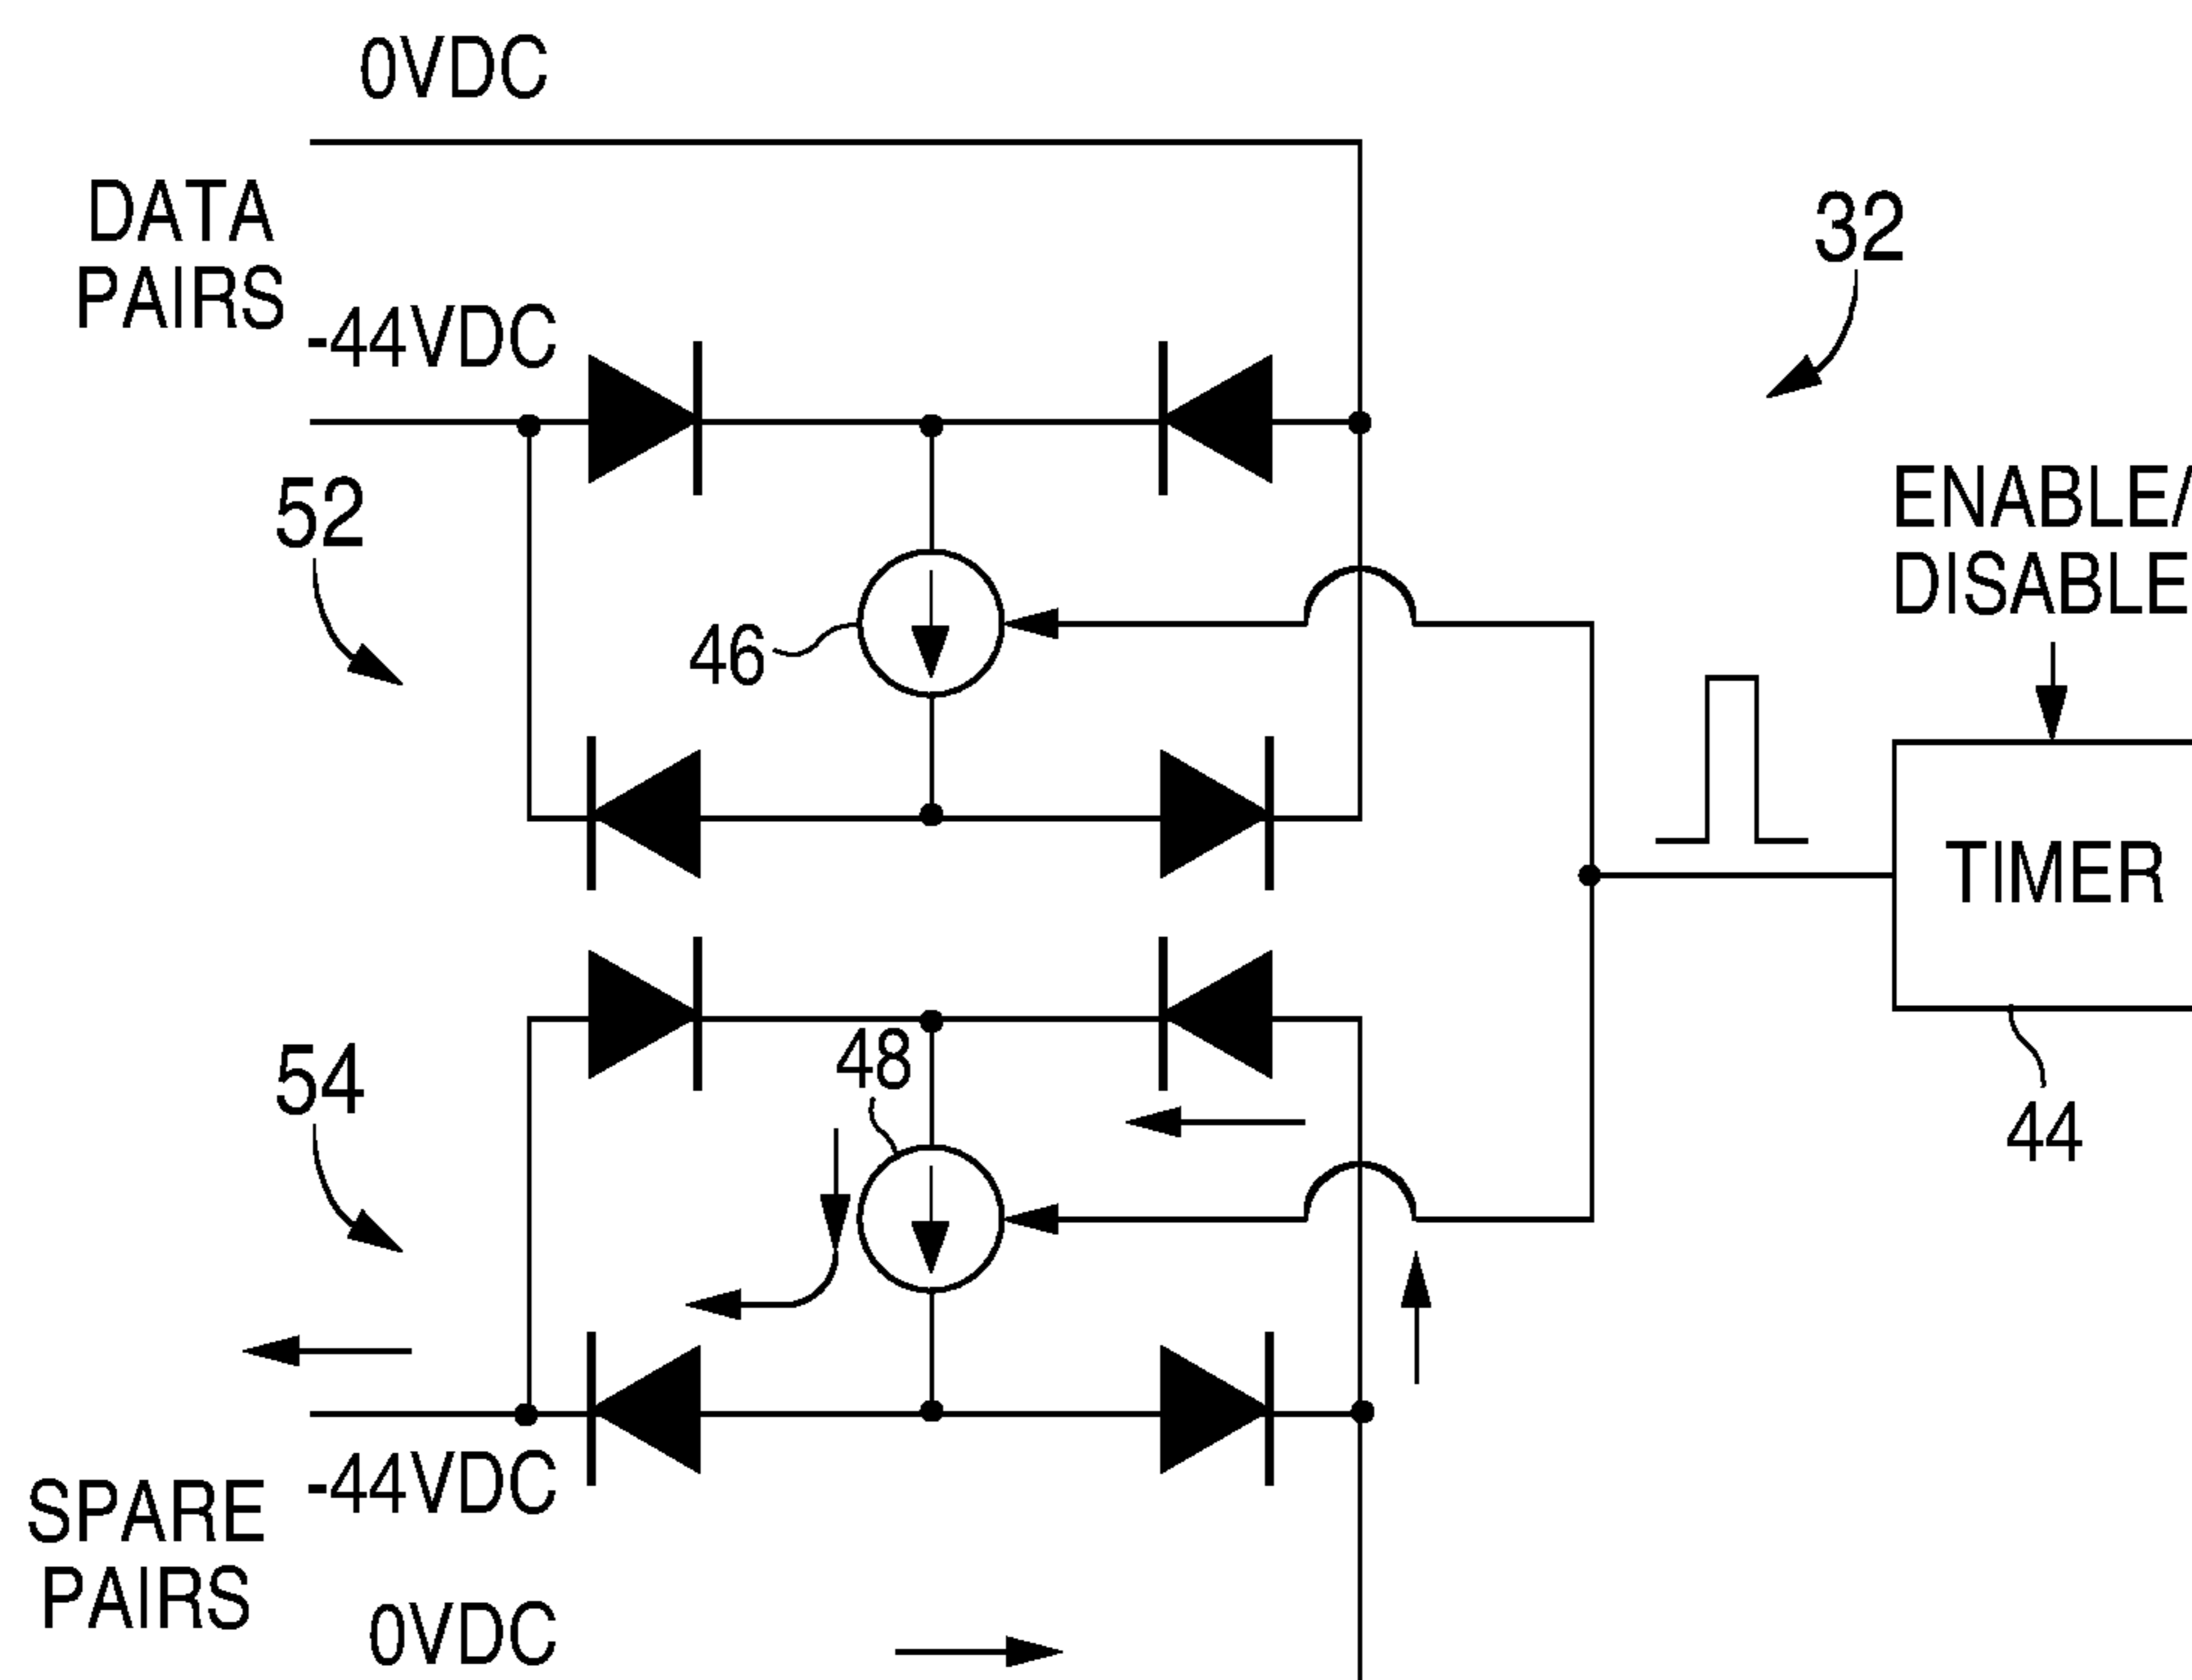 0VDC
DATA
PAIRS
-44VDC
32
52
46
ENABLE/
DISABLE
TIMER
44
54
48
-44VDC
SPARE
PAIRS
0VDC